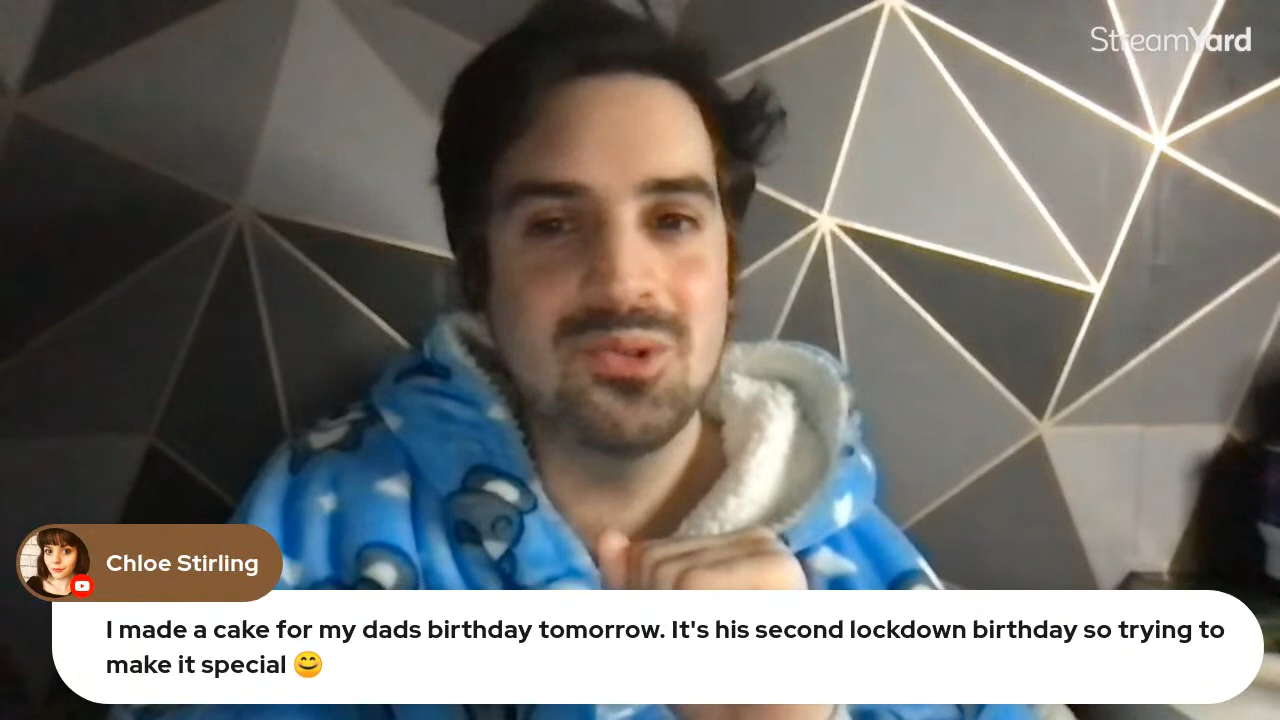 StreamYard
Chloe Stirling
I made a cake for my dads birthday tomorrow. It's his second lockdown birthday so trying to
make it special 😊